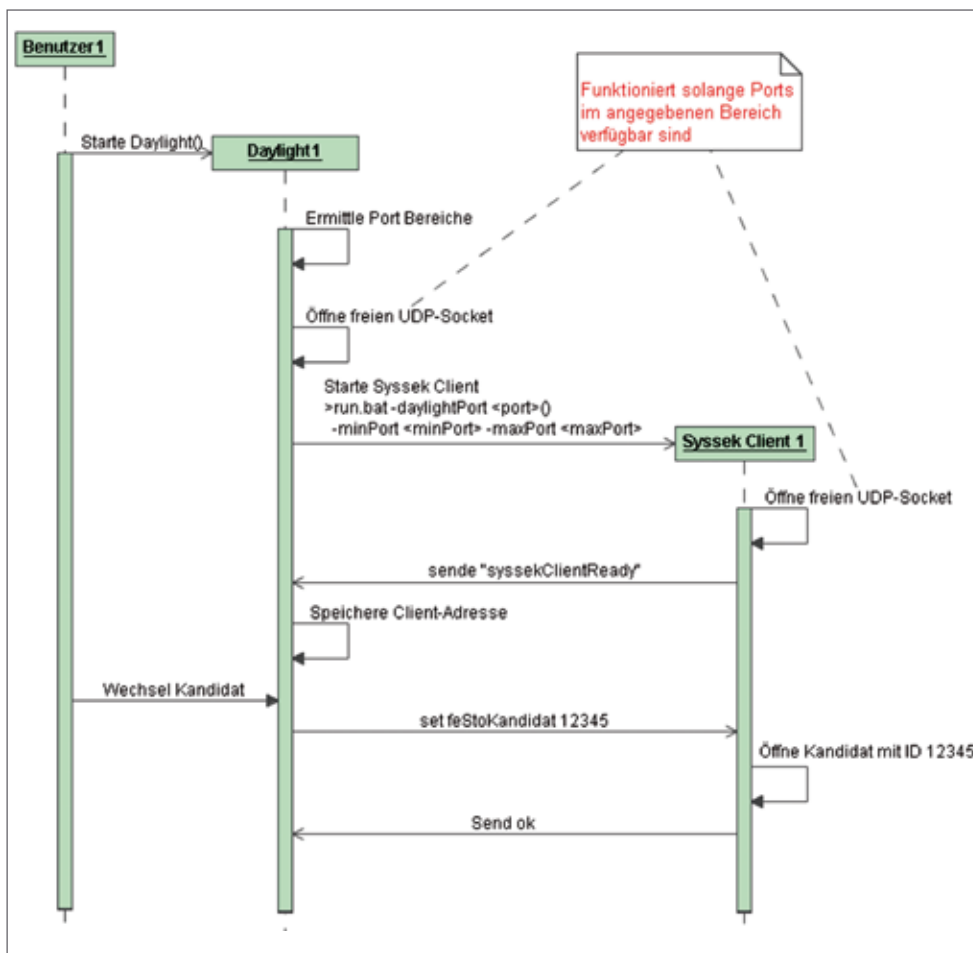 Benutzer1
Funktioniert solange Ports
im angegebenen Bereich
verfügbar sind
Starte Daylight()
Daylight1
Ermittle Port Bereiche
Öffne freien UDP-Socket
Starte Syssek Client
>run.bat -daylightPort <port>()
-minPort <minPort> -maxPort <maxPort>
Syssek Client 1
Öffne freien UDP-Socket
sende "syssekClientReady"
Speichere Client-Adresse
Wechsel Kandidat
set feStoKandidat 12345
Öffne Kandidat mit ID 12345
Send ok